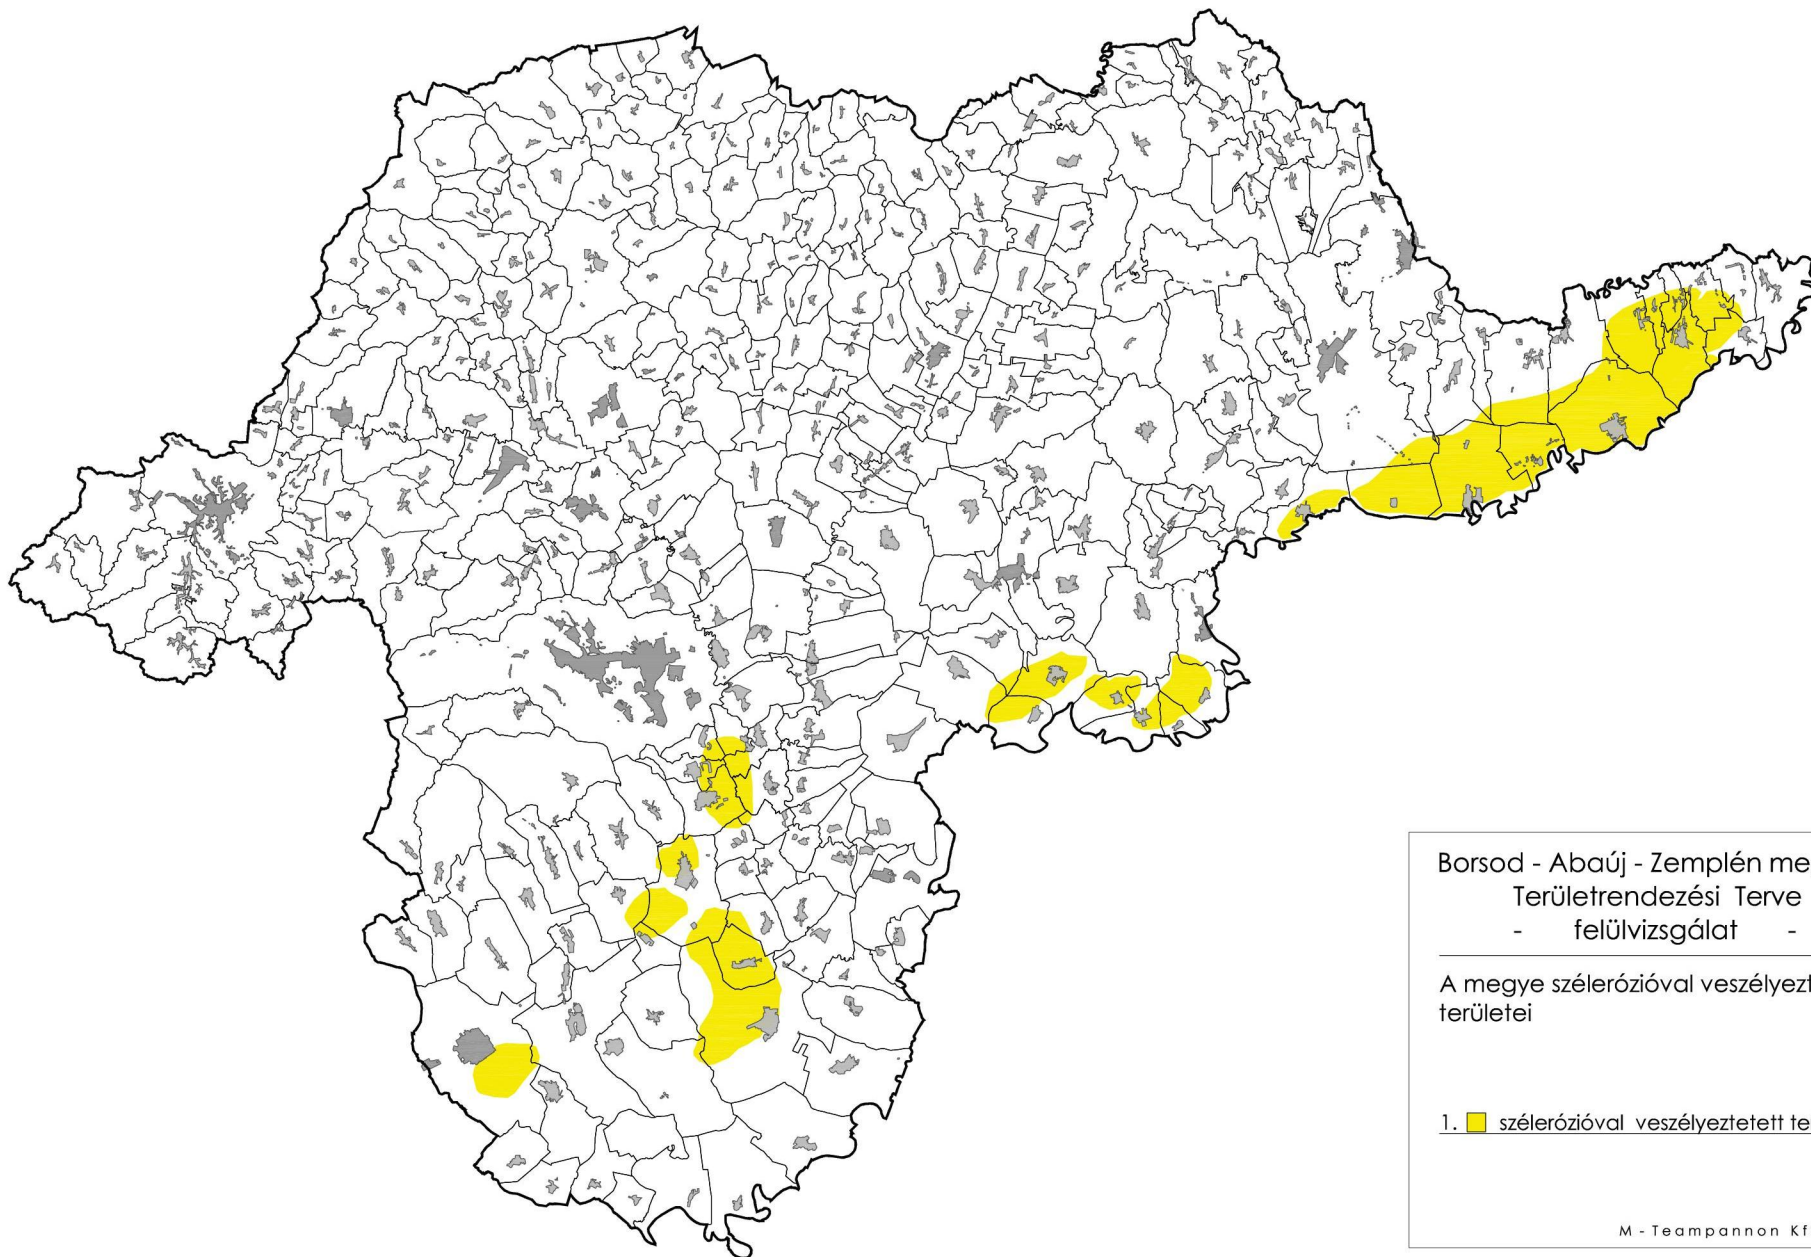 Borsod - Abaúj - Zemplén me
Területrendezési Terve
- felülvizsgálat -
A megye szélerózióval veszélyezt
területei
1. szélerózióval veszélyeztetett te
M - Teampannon Kf